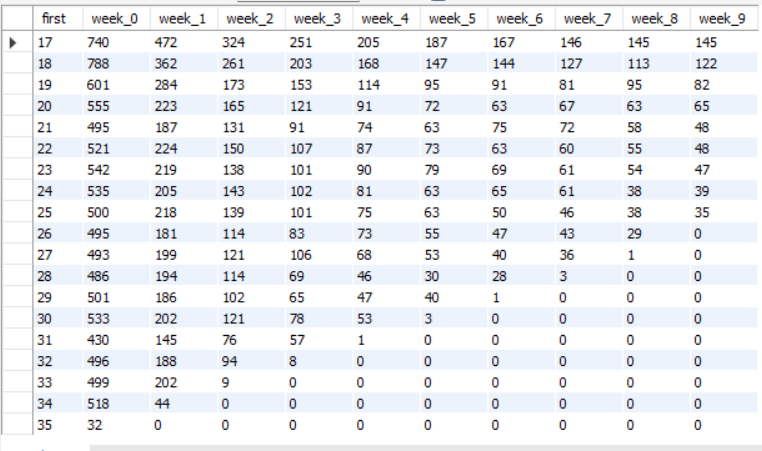 first week_0 week_1 week_2 week_3 week_4 week_5 week_6 week_7 week_8 week_9
17 740 472 324 251 205 187 167 146 145 145
18 788 362 261 203 168 147 144 127 113 122
19 601 284 173 153 114 95 91 81 95 82
20 555 223 165 121 91 72 63 67 63 65
21 495 187 131 91 74 63 75 72 58 48
22 521 224 150 107 87 73 63 60 55 48
23 542 219 138 101 90 79 69 61 54 47
24 535 205 143 102 81 63 65 61 38 39
25 500 218 139 101 75 63 50 46 38 35
26 495 181 114 83 73 55 47 43 29 0
27 493 199 121 106 68 53 40 36 1 0
28 486 194 114 69 46 30 28 3 0 0
29 501 186 102 65 47 40 1 0 0 0
30 533 202 121 78 53 3 0 0 0 0
31 430 145 76 57 1 0 0 0 0 0
32 496 188 94 8 0 0 0 0 0 0
33 499 202 9 0 0 0 0 0 0 0
34 518 44 0 0 0 0 0 0 0 0
35 32 0 0 0 0 0 0 0 0 0